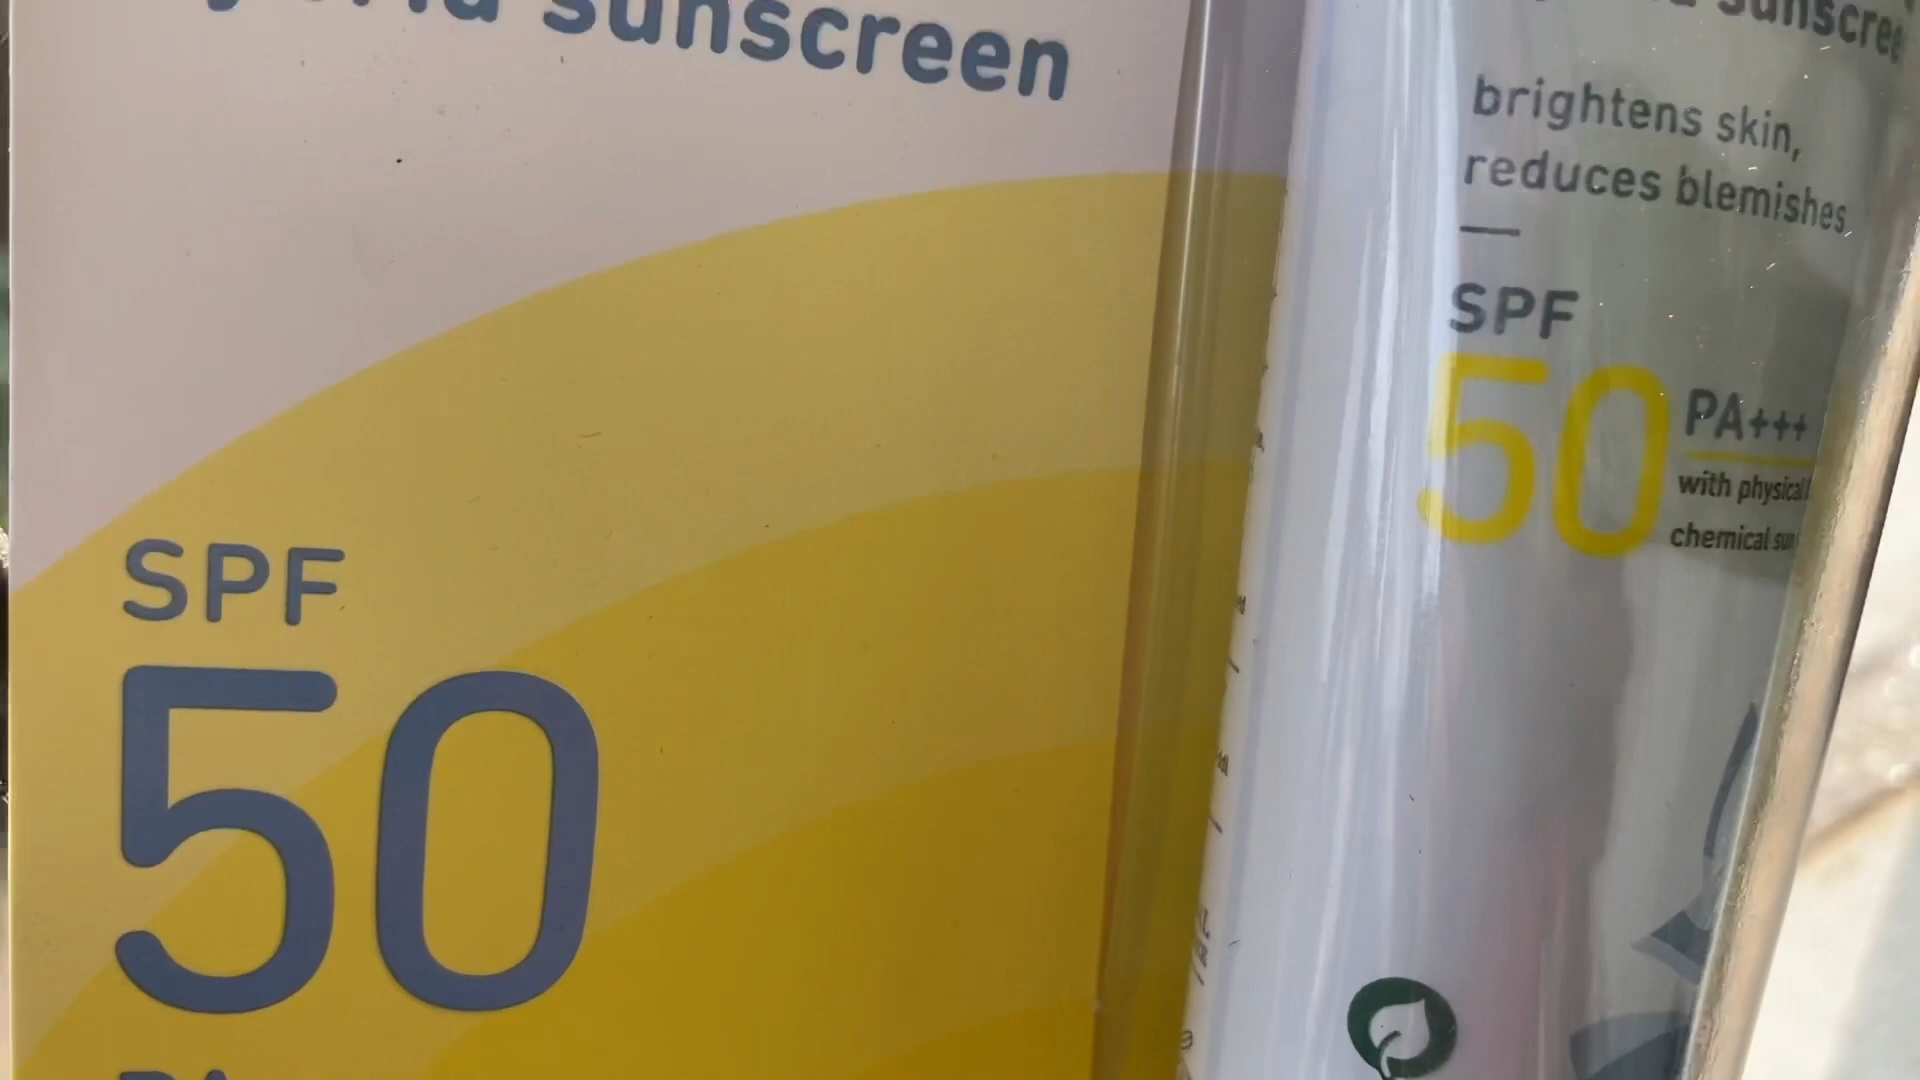 sunscreen
SPF
50
brightens skin,
reduces blemishes
SPF
50
PA+++
with physical
chemical